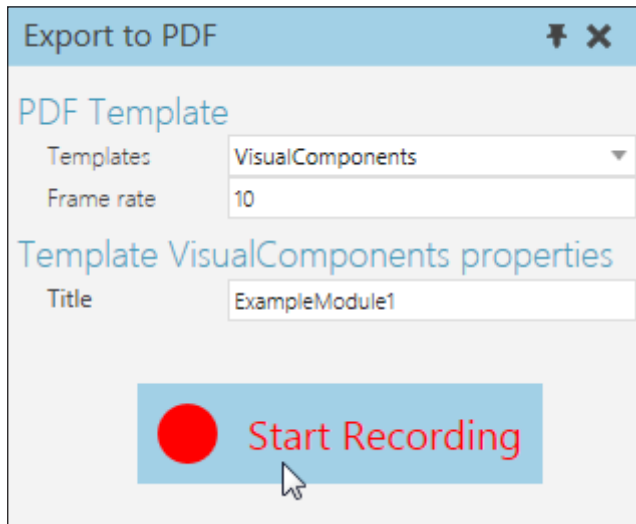 Export to PDF
PDF Template
Templates VisualComponents
Frame rate 10
Template VisualComponents properties
Title ExampleModule1
Start Recording